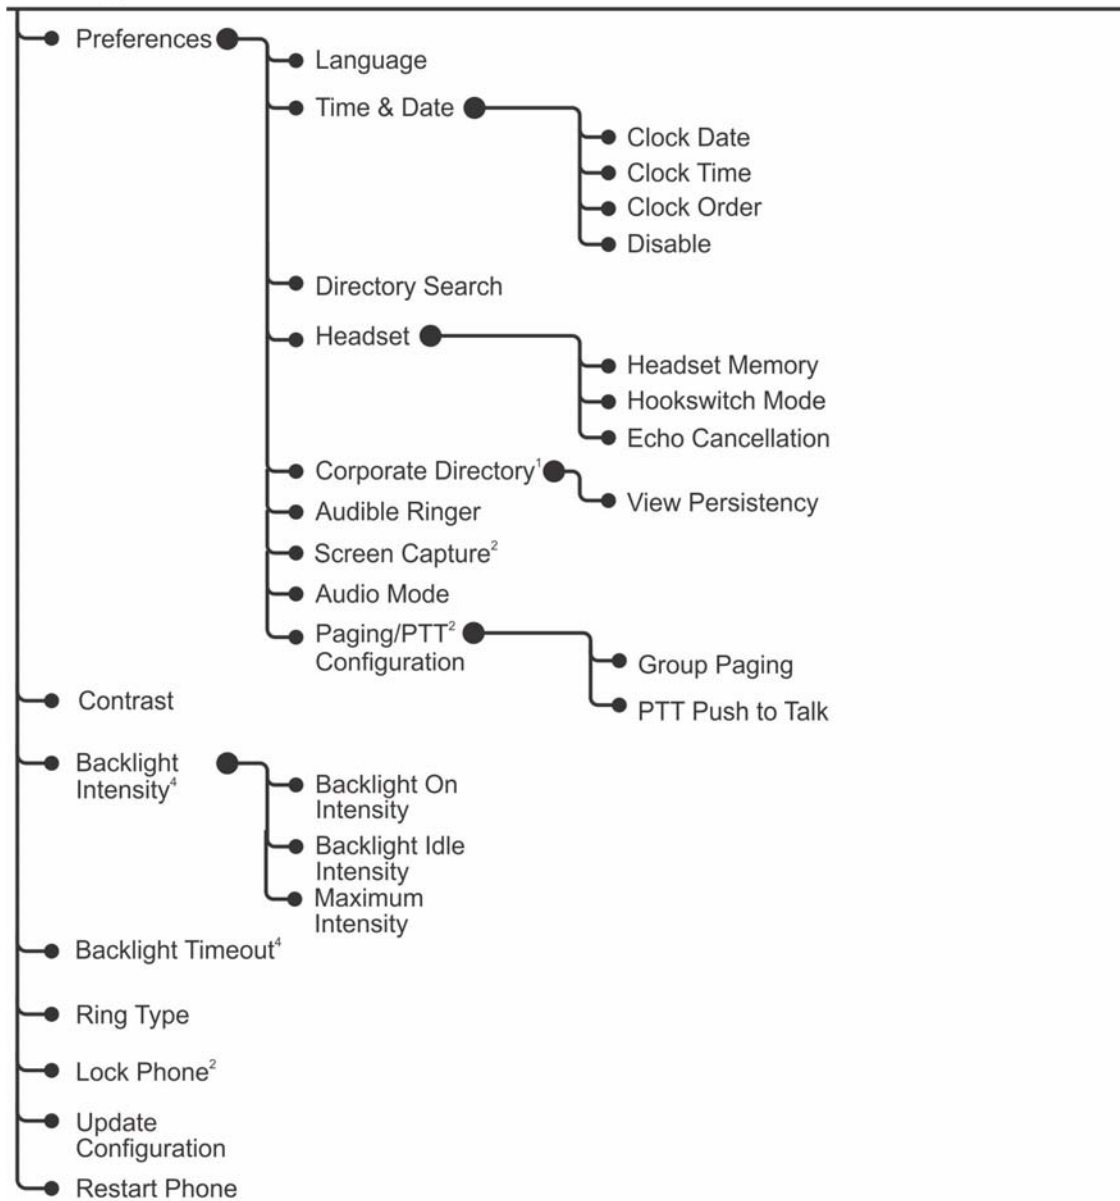 Preferences
Language
Time & Date
Clock Date
Clock Time
Clock Order
Disable
Directory Search
Headset
Headset Memory
Hookswitch Mode
Echo Cancellation
Corporate Directory¹
View Persistency
Audible Ringer
Screen Capture²
Audio Mode
Paging/PTT²
Configuration
Group Paging
PTT Push to Talk
Contrast
Backlight
Intensity⁴
Backlight On
Intensity
Backlight Idle
Intensity
Maximum
Intensity
Backlight Timeout⁴
Ring Type
Lock Phone²
Update
Configuration
Restart Phone